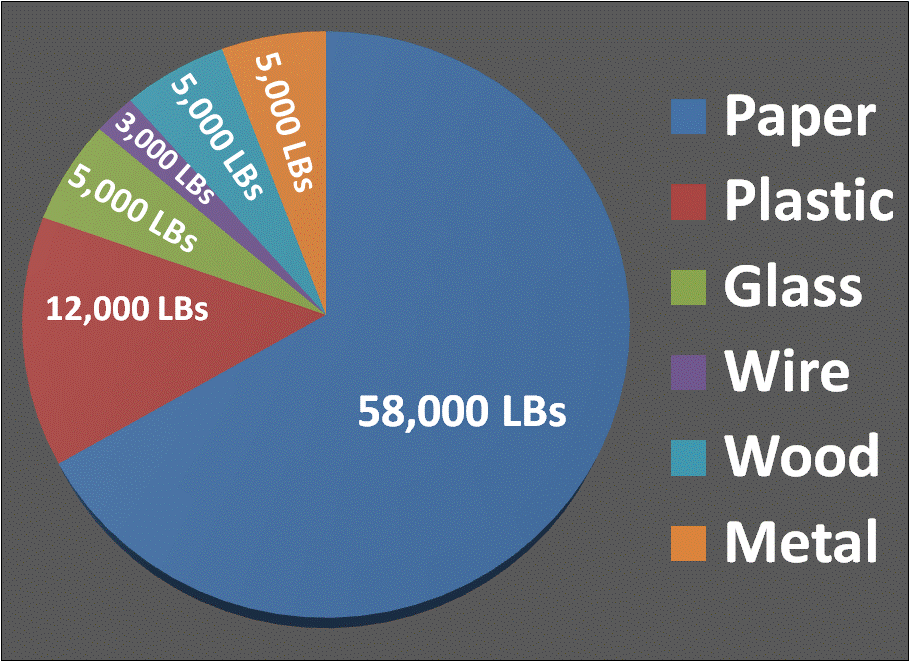 5,000 LBs
5,000 LBs
3,000 LBs
5,000 LBs
12,000 LBs
58,000 LBs
Paper
Plastic
Glass
Wire
Wood
Metal